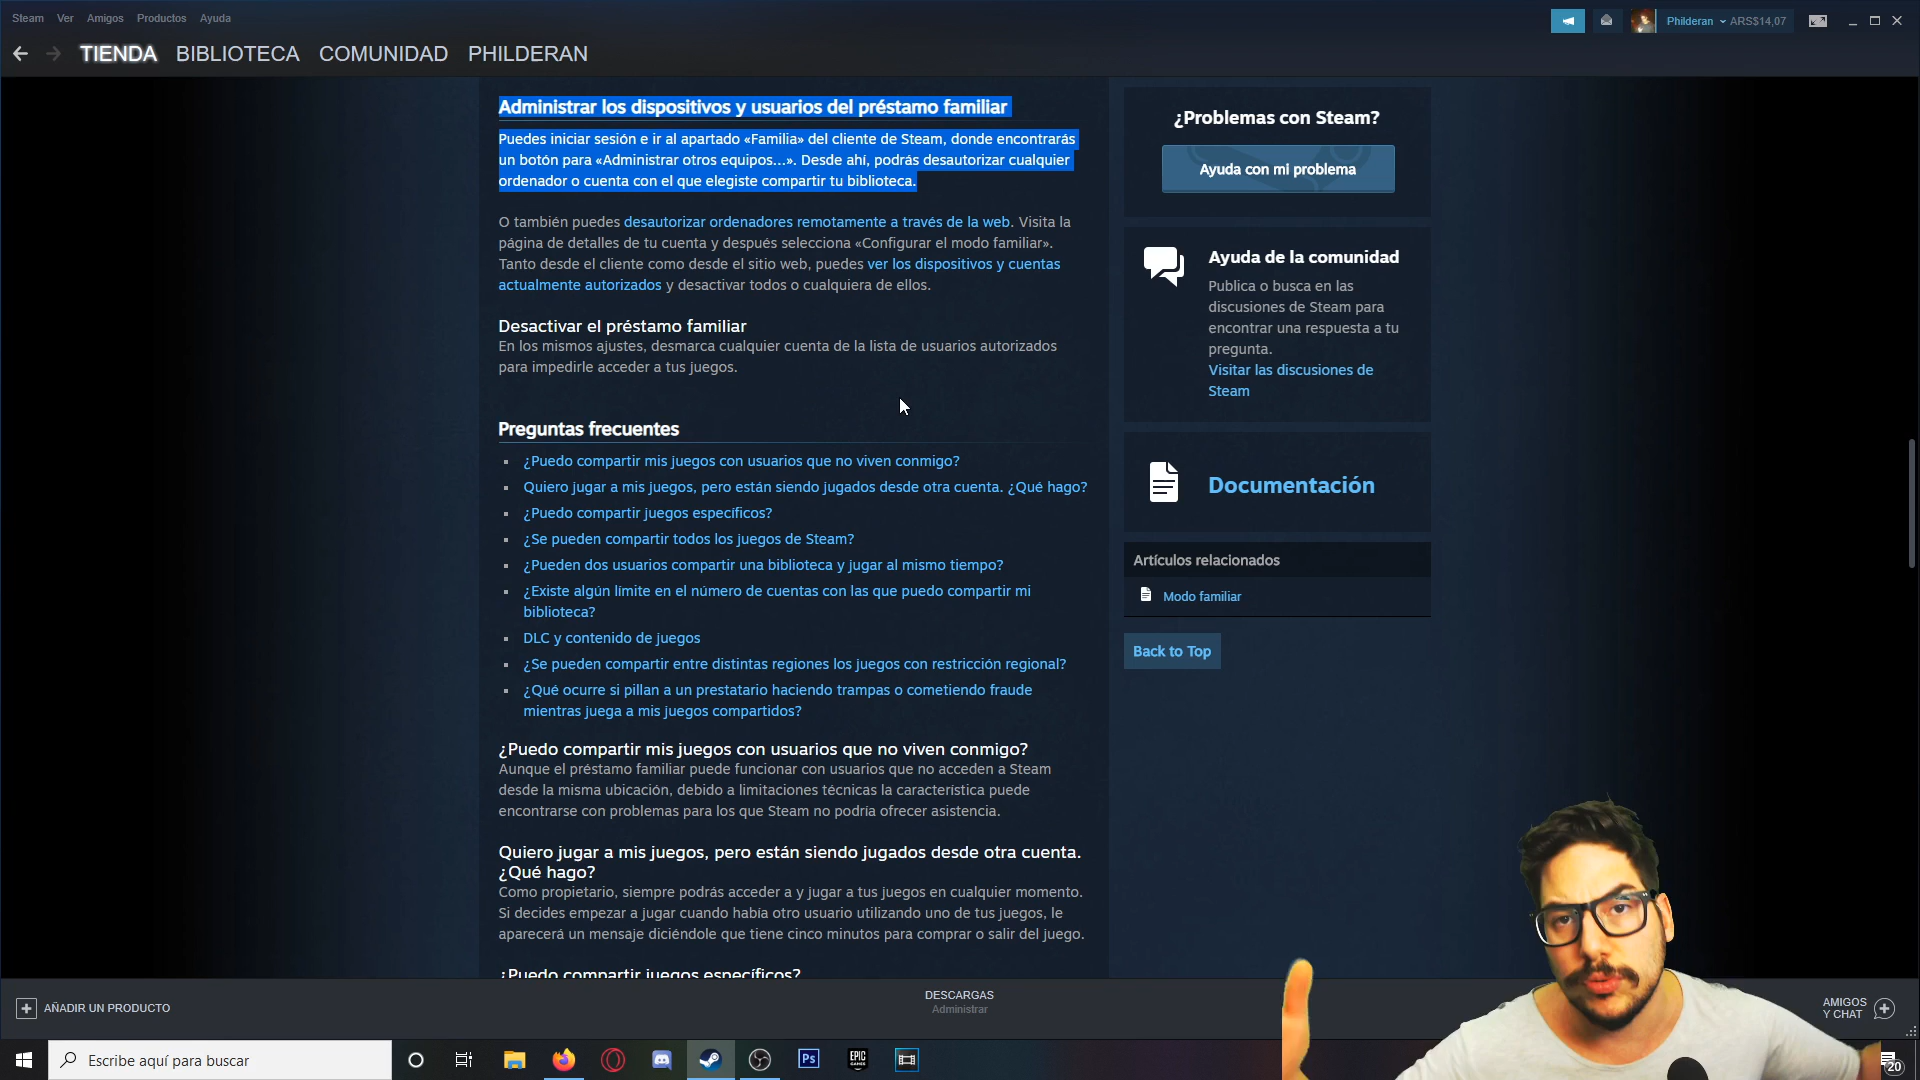 Steam Ver Amigos Productos Ayuda
Philderan ARS$14,07
TIENDA BIBLIOTECA COMUNIDAD PHILDERAN
Administrar los dispositivos y usuarios del préstamo familiar
Puedes iniciar sesión e ir al apartado «Familia» del cliente de Steam, donde encontrarás
un botón para «Administrar otros equipos...». Desde ahí, podrás desautorizar cualquier
ordenador o cuenta con el que elegiste compartir tu biblioteca.
O también puedes desautorizar ordenadores remotamente a través de la web. Visita la
página de detalles de tu cuenta y después selecciona «Configurar el modo familiar».
Tanto desde el cliente como desde el sitio web, puedes ver los dispositivos y cuentas
actualmente autorizados y desactivar todos o cualquiera de ellos.
Desactivar el préstamo familiar
En los mismos ajustes, desmarca cualquier cuenta de la lista de usuarios autorizados
para impedirle acceder a tus juegos.
Preguntas frecuentes
¿Puedo compartir mis juegos con usuarios que no viven conmigo?
Quiero jugar a mis juegos, pero están siendo jugados desde otra cuenta. ¿Qué hago?
¿Puedo compartir juegos específicos?
¿Se pueden compartir todos los juegos de Steam?
¿Pueden dos usuarios compartir una biblioteca y jugar al mismo tiempo?
¿Existe algún límite en el número de cuentas con las que puedo compartir mi
biblioteca?
DLC y contenido de juegos
¿Se pueden compartir entre distintas regiones los juegos con restricción regional?
¿Qué ocurre si pillan a un prestatario haciendo trampas o cometiendo fraude
mientras juega a mis juegos compartidos?
¿Puedo compartir mis juegos con usuarios que no viven conmigo?
Aunque el préstamo familiar puede funcionar con usuarios que no acceden a Steam
desde la misma ubicación, debido a limitaciones técnicas la característica puede
encontrarse con problemas para los que Steam no podría ofrecer asistencia.
Quiero jugar a mis juegos, pero están siendo jugados desde otra cuenta.
¿Qué hago?
Como propietario, siempre podrás acceder a y jugar a tus juegos en cualquier momento.
Si decides empezar a jugar cuando había otro usuario utilizando uno de tus juegos, le
aparecerá un mensaje diciéndole que tiene cinco minutos para comprar o salir del juego.
¿Puedo compartir juegos específicos?
¿Problemas con Steam?
Ayuda con mi problema
Ayuda de la comunidad
Publica o busca en las
discusiones de Steam para
encontrar una respuesta a tu
pregunta.
Visitar las discusiones de
Steam
Documentación
Artículos relacionados
Modo familiar
Back to Top
AÑADIR UN PRODUCTO
DESCARGAS
Administrar
AMIGOS
Y CHAT
Escribe aquí para buscar
Ps
EPIC
GAMES
20